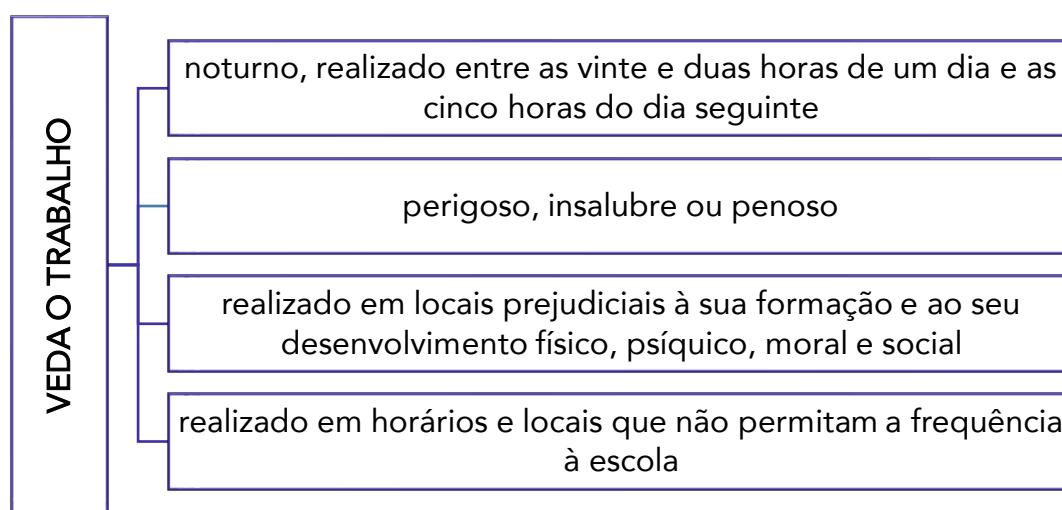 VEDA O TRABALHO
noturno, realizado entre as vinte e duas horas de um dia e as
cinco horas do dia seguinte
perigoso, insalubre ou penoso
realizado em locais prejudiciais à sua formação e ao seu
desenvolvimento físico, psíquico, moral e social
realizado em horários e locais que não permitam a frequência
à escola